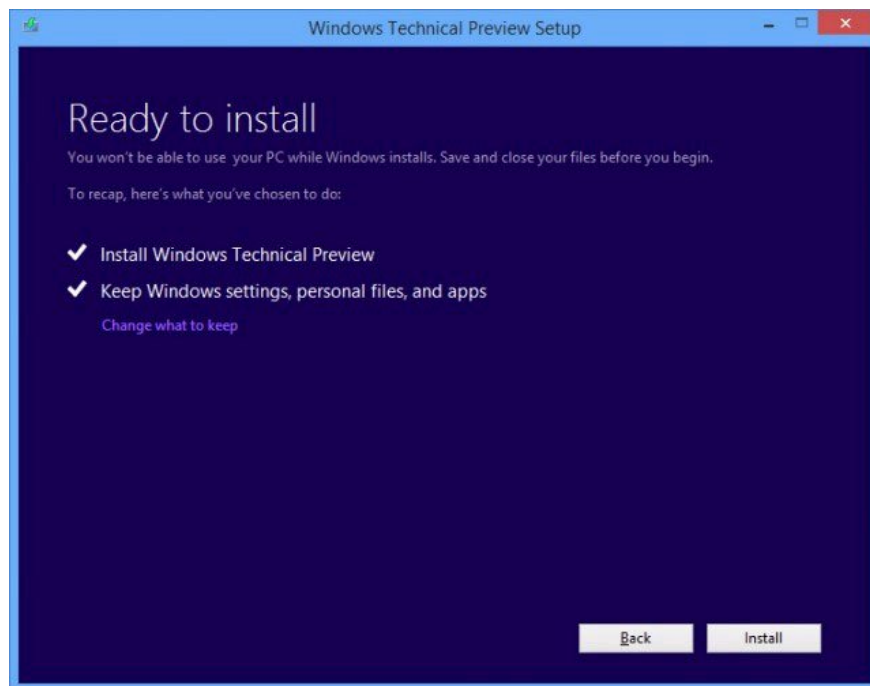 Windows Technical Preview Setup
Ready to install
You won't be able to use your PC while Windows installs. Save and close your files before you begin.
To recap, here's what you've chosen to do:
Install Windows Technical Preview
Keep Windows settings, personal files, and apps
Change what to keep
Back Install